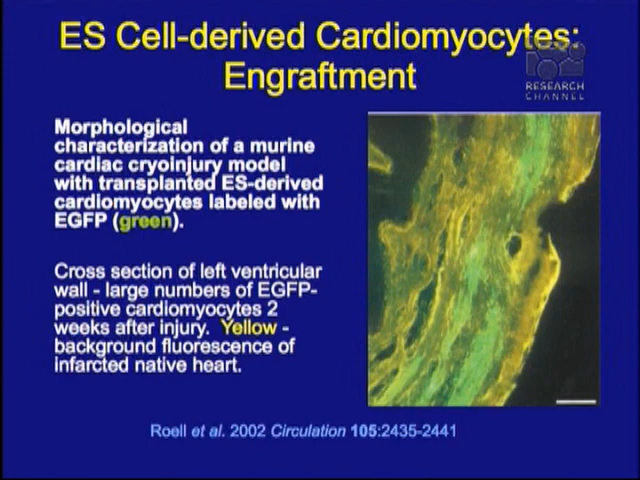 ES Cell-derived Cardiomyocytes:
Engraftment
RESEARCH
CHANNEL
Morphological
characterization of a murine
cardiac cryoinjury model
with transplanted ES-derived
cardiomyocytes labeled with
EGFP (green).
Cross section of left ventricular
wall - large numbers of EGFP-
positive cardiomyocytes 2
weeks after injury. Yellow -
background fluorescence of
infarcted native heart.
Roell et al. 2002 Circulation 105:2435-2441